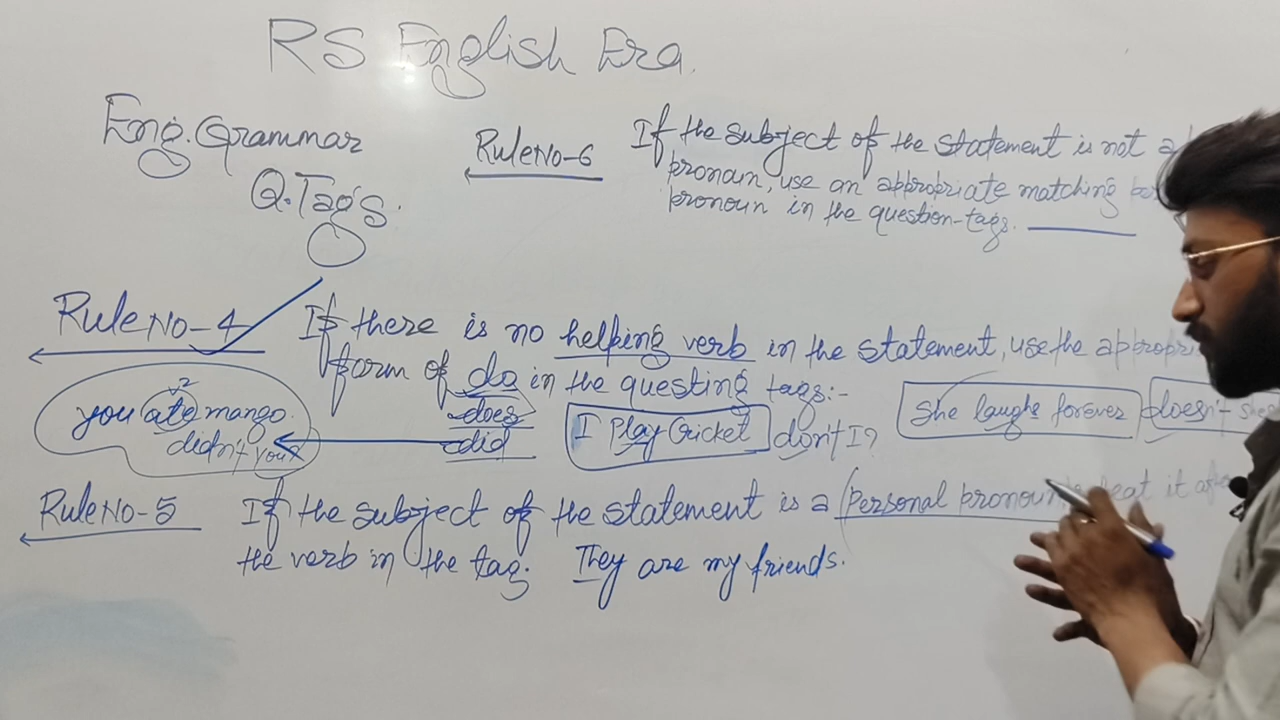 RS English Era
Eng. Grammar
Q. Tag's.
Rule No-6
If the subject of the statement is not a
pronoun, use an appropriate matching
pronoun in the question-tags.
Rule No-4
If there is no helping verb in the statement, use the appropri
form of do in the questing tags:-
does
did
you ate mango.
v2
didn't you?
I Play Cricket don't I?
She laughs forever doesn't she
Rule No-5
If the subject of the statement is a (Personal pronoun it
the verb in the tag. They are my friends.